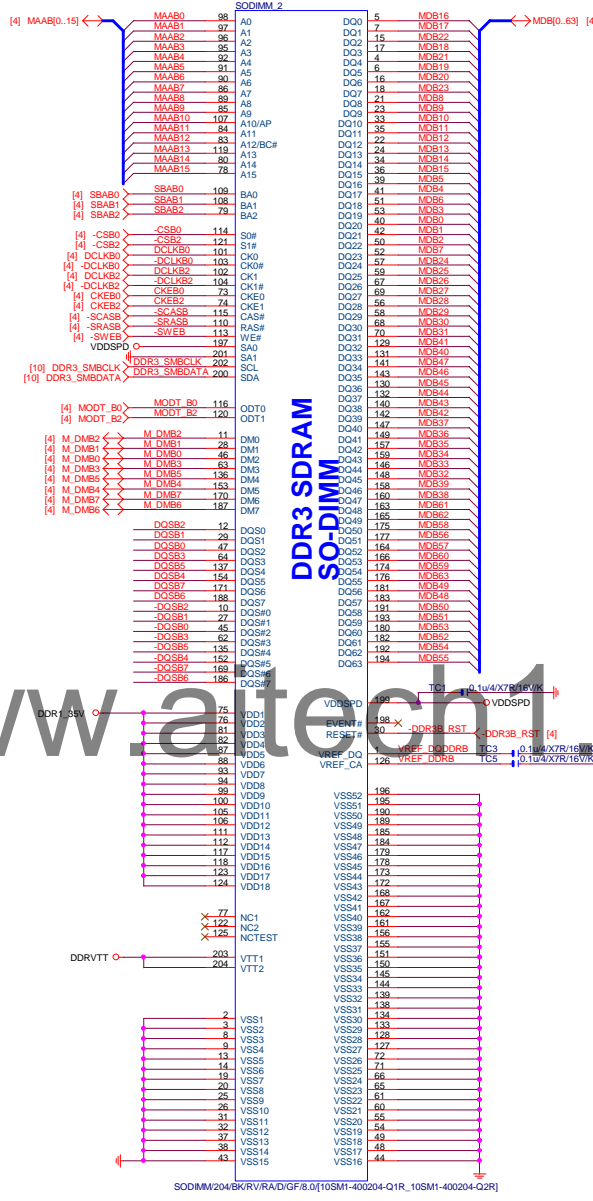 SODIMM_2
[4] MAAB[0..15]
MAAB0 98 A0
MAAB1 97 A1
MAAB2 96 A2
MAAB3 95 A3
MAAB4 92 A4
MAAB5 91 A5
MAAB6 90 A6
MAAB7 86 A7
MAAB8 89 A8
MAAB9 85 A9
MAAB10 107 A10/AP
MAAB11 84 A11
MAAB12 83 A12/BC#
MAAB13 119 A13
MAAB14 80 A14
MAAB15 78 A15
[4] SBAB0 SBAB0 109 BA0
[4] SBAB1 SBAB1 108 BA1
[4] SBAB2 SBAB2 79 BA2
[4] -CSB0 -CSB0 114 S0#
[4] -CSB2 -CSB2 121 S1#
[4] DCLKB0 DCLKB0 101 CK0
[4] -DCLKB0 -DCLKB0 103 CK0#
[4] DCLKB2 DCLKB2 102 CK1
[4] -DCLKB2 -DCLKB2 104 CK1#
[4] CKEB0 CKEB0 73 CKE0
[4] CKEB2 CKEB2 74 CKE1
[4] -SCASB -SCASB 115 CAS#
[4] -SRASB -SRASB 110 RAS#
[4] -SWEB -SWEB 113 WE#
VDDSPD 197 SA0
201 SA1
[10] DDR3_SMBCLK DDR3_SMBCLK 202 SCL
[10] DDR3_SMBDATA DDR3_SMBDATA 200 SDA
[4] MODT_B0 MODT_B0 116 ODT0
[4] MODT_B2 MODT_B2 120 ODT1
[4] M_DMB2 M_DMB2 11 DM0
[4] M_DMB1 M_DMB1 28 DM1
[4] M_DMB0 M_DMB0 46 DM2
[4] M_DMB3 M_DMB3 63 DM3
[4] M_DMB5 M_DMB5 136 DM4
[4] M_DMB4 M_DMB4 153 DM5
[4] M_DMB7 M_DMB7 170 DM6
[4] M_DMB6 M_DMB6 187 DM7
DQSB2 12 DQS0
DQSB1 29 DQS1
DQSB0 47 DQS2
DQSB3 64 DQS3
DQSB5 137 DQS4
DQSB4 154 DQS5
DQSB7 171 DQS6
DQSB6 188 DQS7
-DQSB2 10 DQS#0
-DQSB1 27 DQS#1
-DQSB0 45 DQS#2
-DQSB3 62 DQS#3
-DQSB5 135 DQS#4
-DQSB4 152 DQS#5
-DQSB7 169 DQS#6
-DQSB6 186 DQS#7
DDR1_35V 75 VDD1
76 VDD2
81 VDD3
82 VDD4
87 VDD5
88 VDD6
93 VDD7
94 VDD8
99 VDD9
100 VDD10
105 VDD11
106 VDD12
111 VDD13
112 VDD14
117 VDD15
118 VDD16
123 VDD17
124 VDD18
77 NC1
122 NC2
125 NCTEST
DDRVTT 203 VTT1
204 VTT2
2 VSS1
3 VSS2
8 VSS3
9 VSS4
13 VSS5
14 VSS6
19 VSS7
20 VSS8
25 VSS9
26 VSS10
31 VSS11
32 VSS12
37 VSS13
38 VSS14
43 VSS15
DDR3 SDRAM
SO-DIMM
MDB[0..63] [4
DQ0 5 MDB16
DQ1 7 MDB17
DQ2 15 MDB22
DQ3 17 MDB18
DQ4 4 MDB21
DQ5 6 MDB19
DQ6 16 MDB20
DQ7 18 MDB23
DQ8 21 MDB8
DQ9 23 MDB9
DQ10 33 MDB10
DQ11 35 MDB11
DQ12 22 MDB12
DQ13 24 MDB13
DQ14 34 MDB14
DQ15 36 MDB15
DQ16 39 MDB5
DQ17 41 MDB4
DQ18 51 MDB6
DQ19 53 MDB3
DQ20 40 MDB0
DQ21 42 MDB1
DQ22 50 MDB2
DQ23 52 MDB7
DQ24 57 MDB24
DQ25 59 MDB25
DQ26 67 MDB26
DQ27 69 MDB27
DQ28 56 MDB28
DQ29 58 MDB29
DQ30 68 MDB30
DQ31 70 MDB31
DQ32 129 MDB41
DQ33 131 MDB40
DQ34 141 MDB47
DQ35 143 MDB46
DQ36 130 MDB45
DQ37 132 MDB44
DQ38 140 MDB43
DQ39 142 MDB42
DQ40 147 MDB37
DQ41 149 MDB36
DQ42 157 MDB35
DQ43 159 MDB34
DQ44 146 MDB33
DQ45 148 MDB32
DQ46 158 MDB39
DQ47 160 MDB38
DQ48 163 MDB61
DQ49 165 MDB62
DQ50 175 MDB58
DQ51 177 MDB56
DQ52 164 MDB57
DQ53 166 MDB60
DQ54 174 MDB59
DQ55 176 MDB63
DQ56 181 MDB49
DQ57 183 MDB48
DQ58 191 MDB50
DQ59 193 MDB51
DQ60 180 MDB53
DQ61 182 MDB52
DQ62 192 MDB54
DQ63 194 MDB55
TC1 0.1u/4/X7R/16V/K
VDDSPD 199 VDDSPD
EVENT# 198
RESET# 30 -DDR3B_RST -DDR3B_RST [4]
VREF_DQ 1 VREF_DQDDRB TC3 0.1u/4/X7R/16V/K
VREF_CA 126 VREF_DDRB TC5 0.1u/4/X7R/16V/K
VSS52 196
VSS51 195
VSS50 190
VSS49 189
VSS48 185
VSS47 184
VSS46 179
VSS45 178
VSS44 173
VSS43 172
VSS42 168
VSS41 167
VSS40 162
VSS39 161
VSS38 156
VSS37 155
VSS36 151
VSS35 150
VSS34 145
VSS33 144
VSS32 139
VSS31 138
VSS30 134
VSS29 133
VSS28 128
VSS27 127
VSS26 72
VSS25 71
VSS24 66
VSS23 65
VSS22 61
VSS21 60
VSS20 55
VSS19 54
VSS18 49
VSS17 48
VSS16 44
w.aitech1.
SODIMM/204/BK/RV/RA/D/GF/8.0/[10SM1-400204-Q1R_10SM1-400204-Q2R]